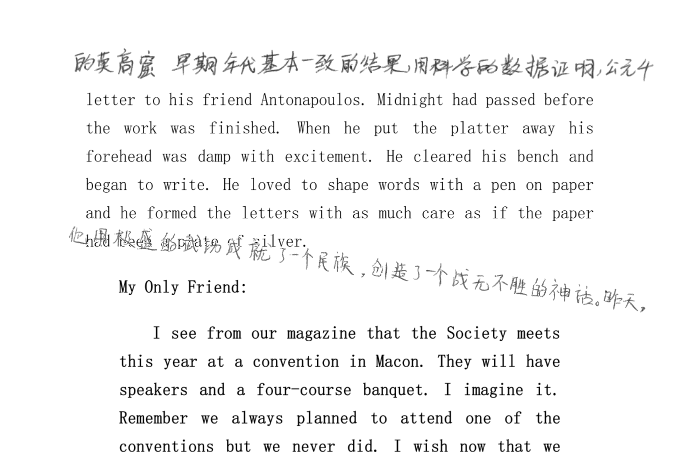 的莫高蜜 早期年代基本一致的结果,用科学的数据证明,公元4
letter to his friend Antonapoulos. Midnight had passed before
the work was finished. When he put the platter away his
forehead was damp with excitement. He cleared his bench and
began to write. He loved to shape words with a pen on paper
and he formed the letters with as much care as if the paper
had been a plate of silver.
他用极盛的武功成就了一个民族,创造了一个战无不胜的神话。昨天,
My Only Friend:
I see from our magazine that the Society meets
this year at a convention in Macon. They will have
speakers and a four-course banquet. I imagine it.
Remember we always planned to attend one of the
conventions but we never did. I wish now that we